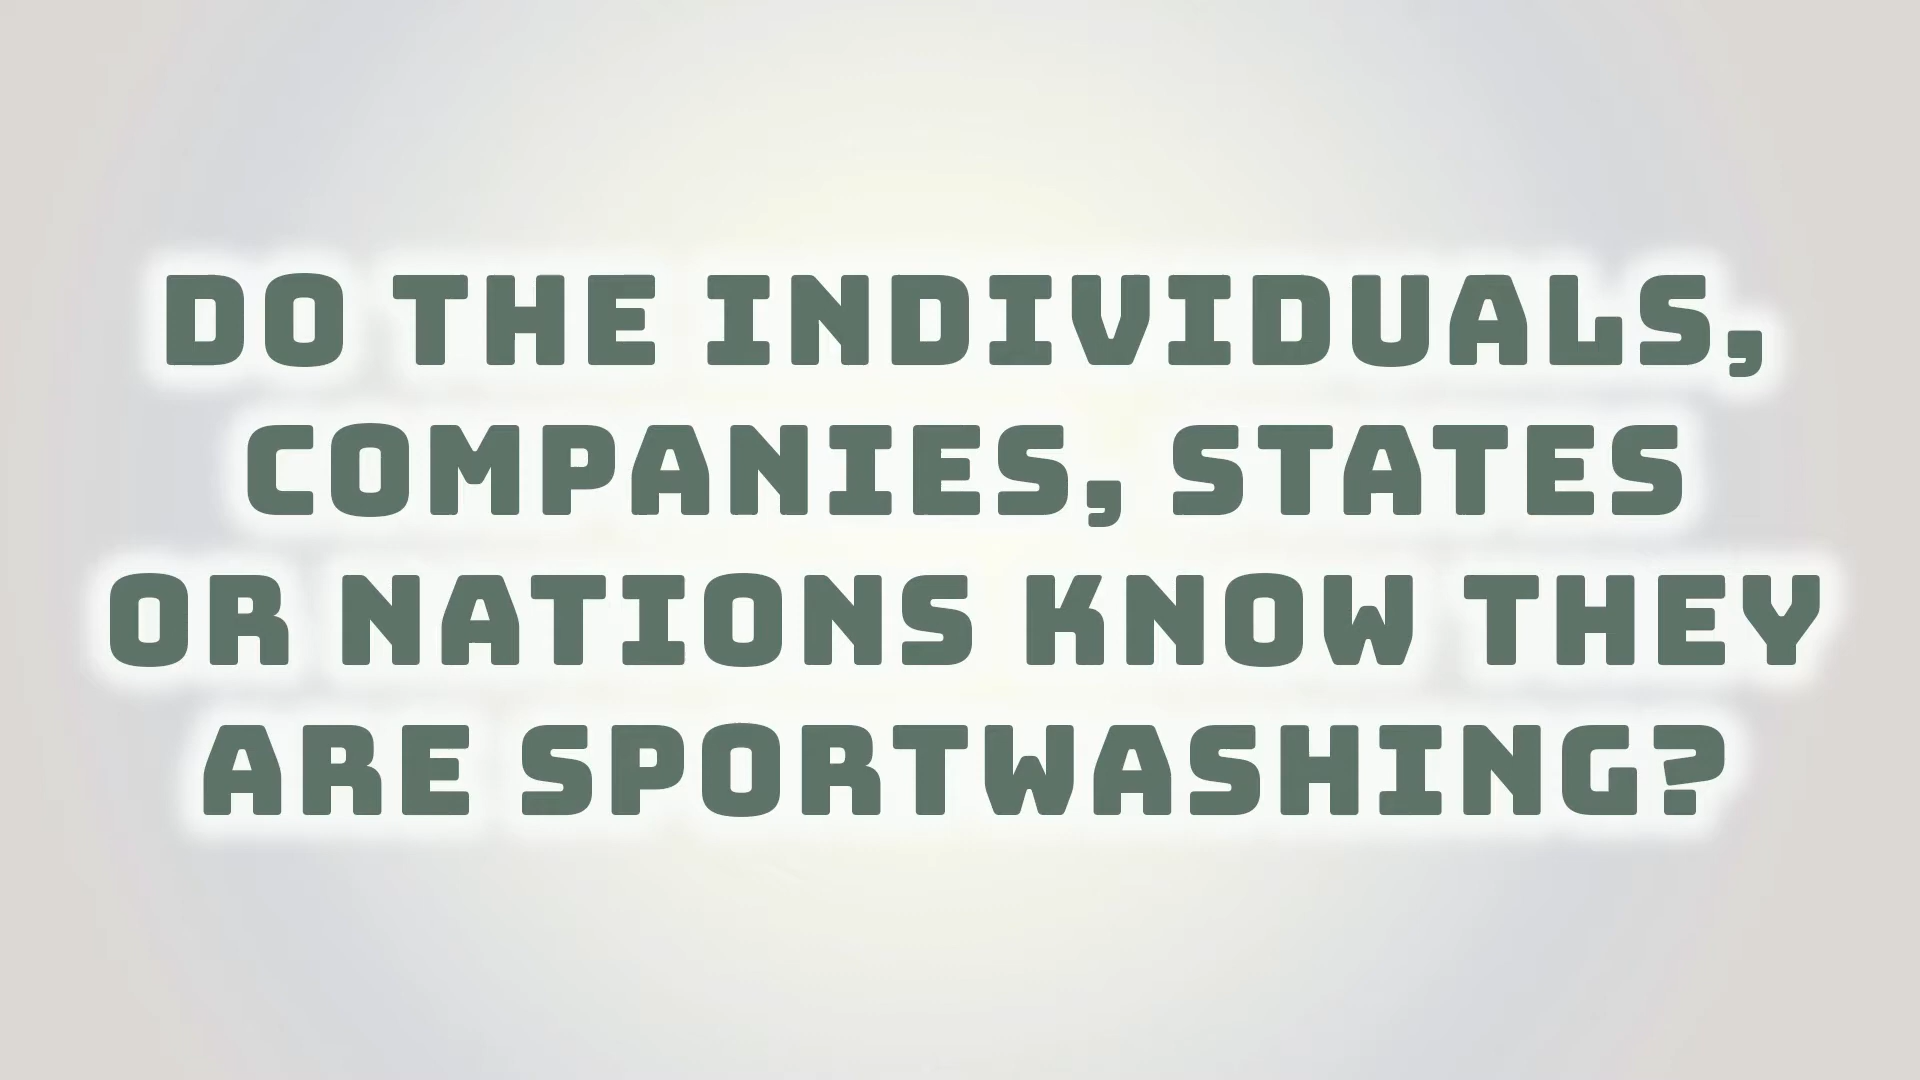 DO THE INDIVIDUALS,
COMPANIES, STATES
OR NATIONS KNOW THEY
ARE SPORTWASHING?